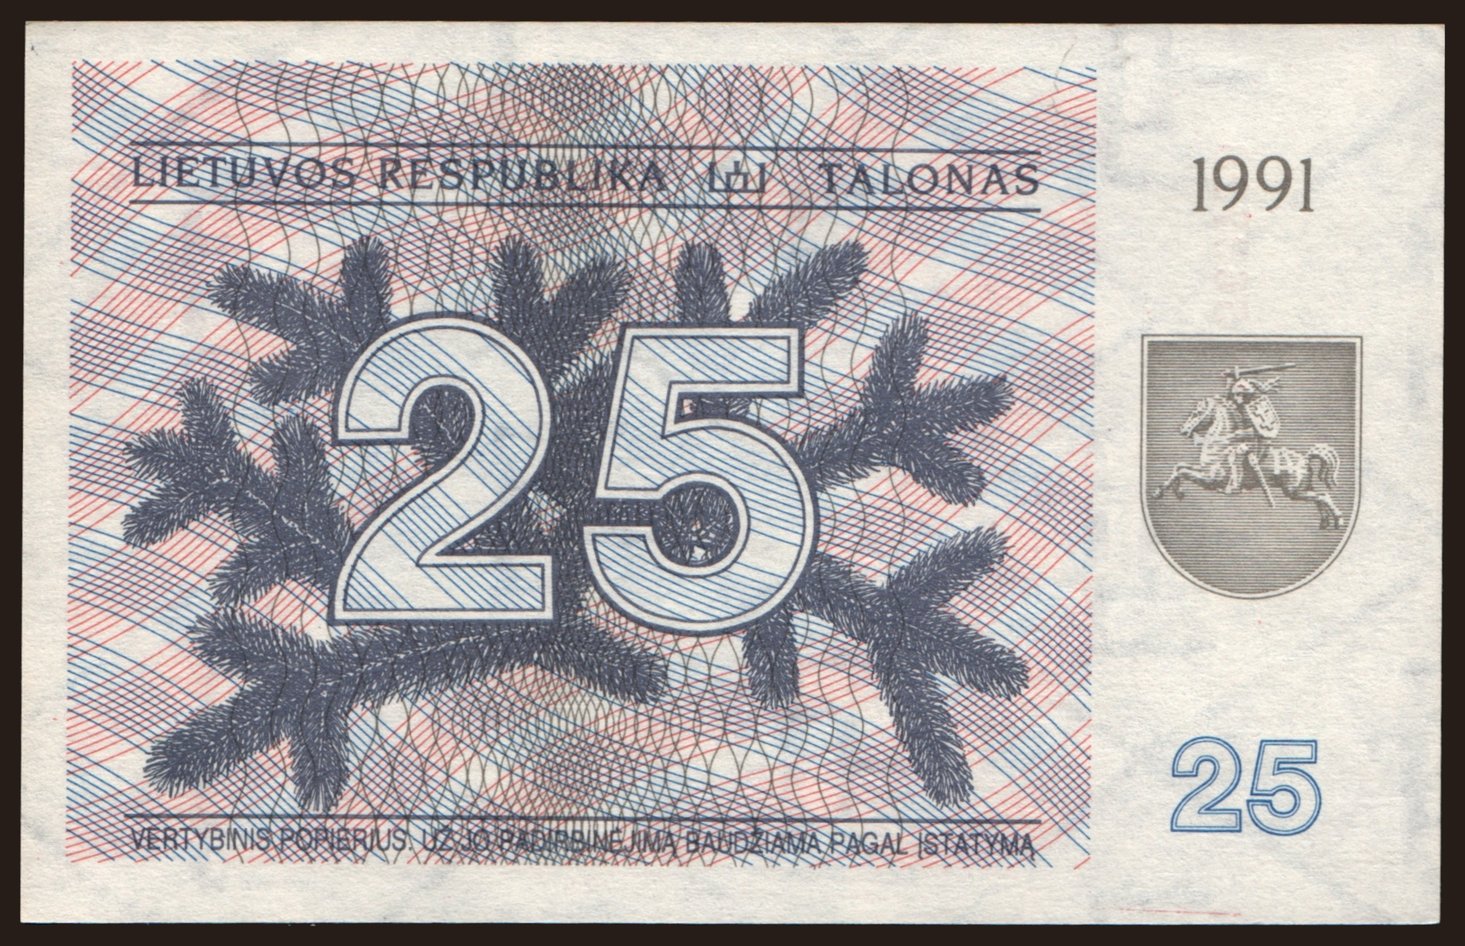 LIETUVOS RESPUBLIKA TALONAS
1991
25
25
VERTYBINIS POPIERIUS. UŽ JO PADIRBINĖJIMĄ BAUDŽIAMA PAGAL ĮSTATYMĄ